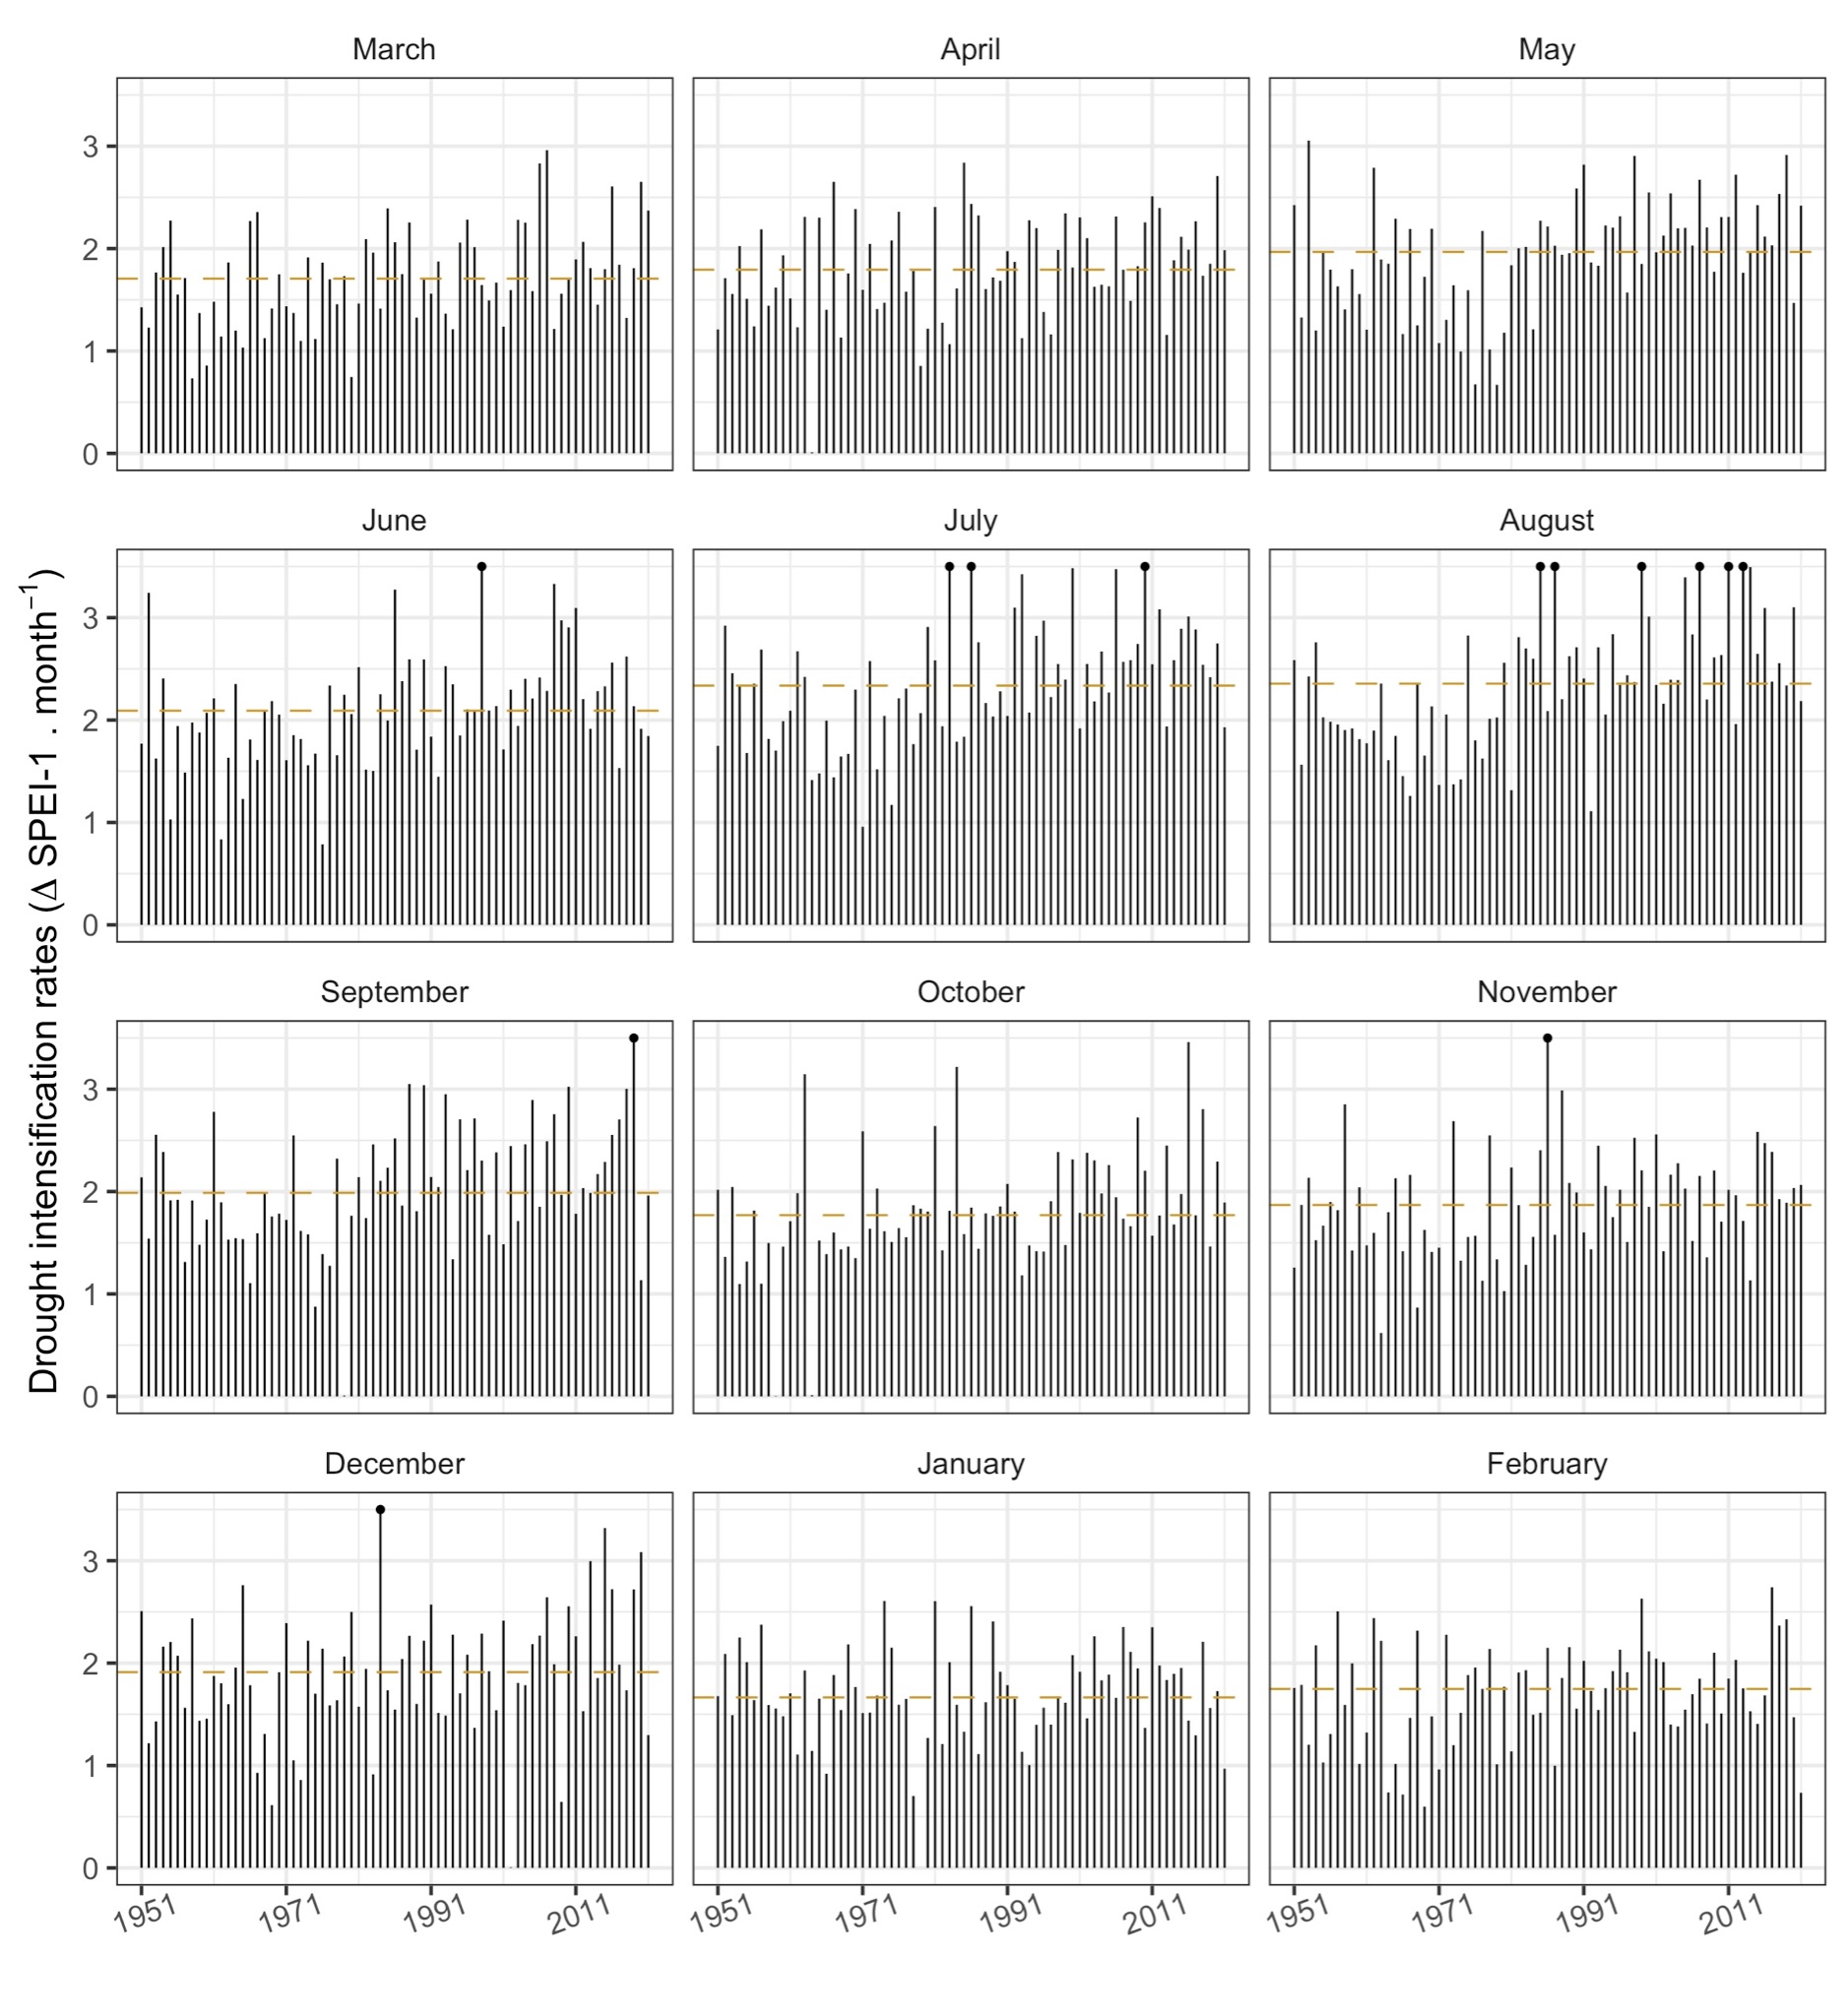 March
April
May
0
1
2
3
June
July
August
0
1
2
3
Drought intensification rates (Δ SPEI-1 . month⁻¹)
September
October
November
0
1
2
3
December
January
February
0
1
2
3
1951
1971
1991
2011
1951
1971
1991
2011
1951
1971
1991
2011